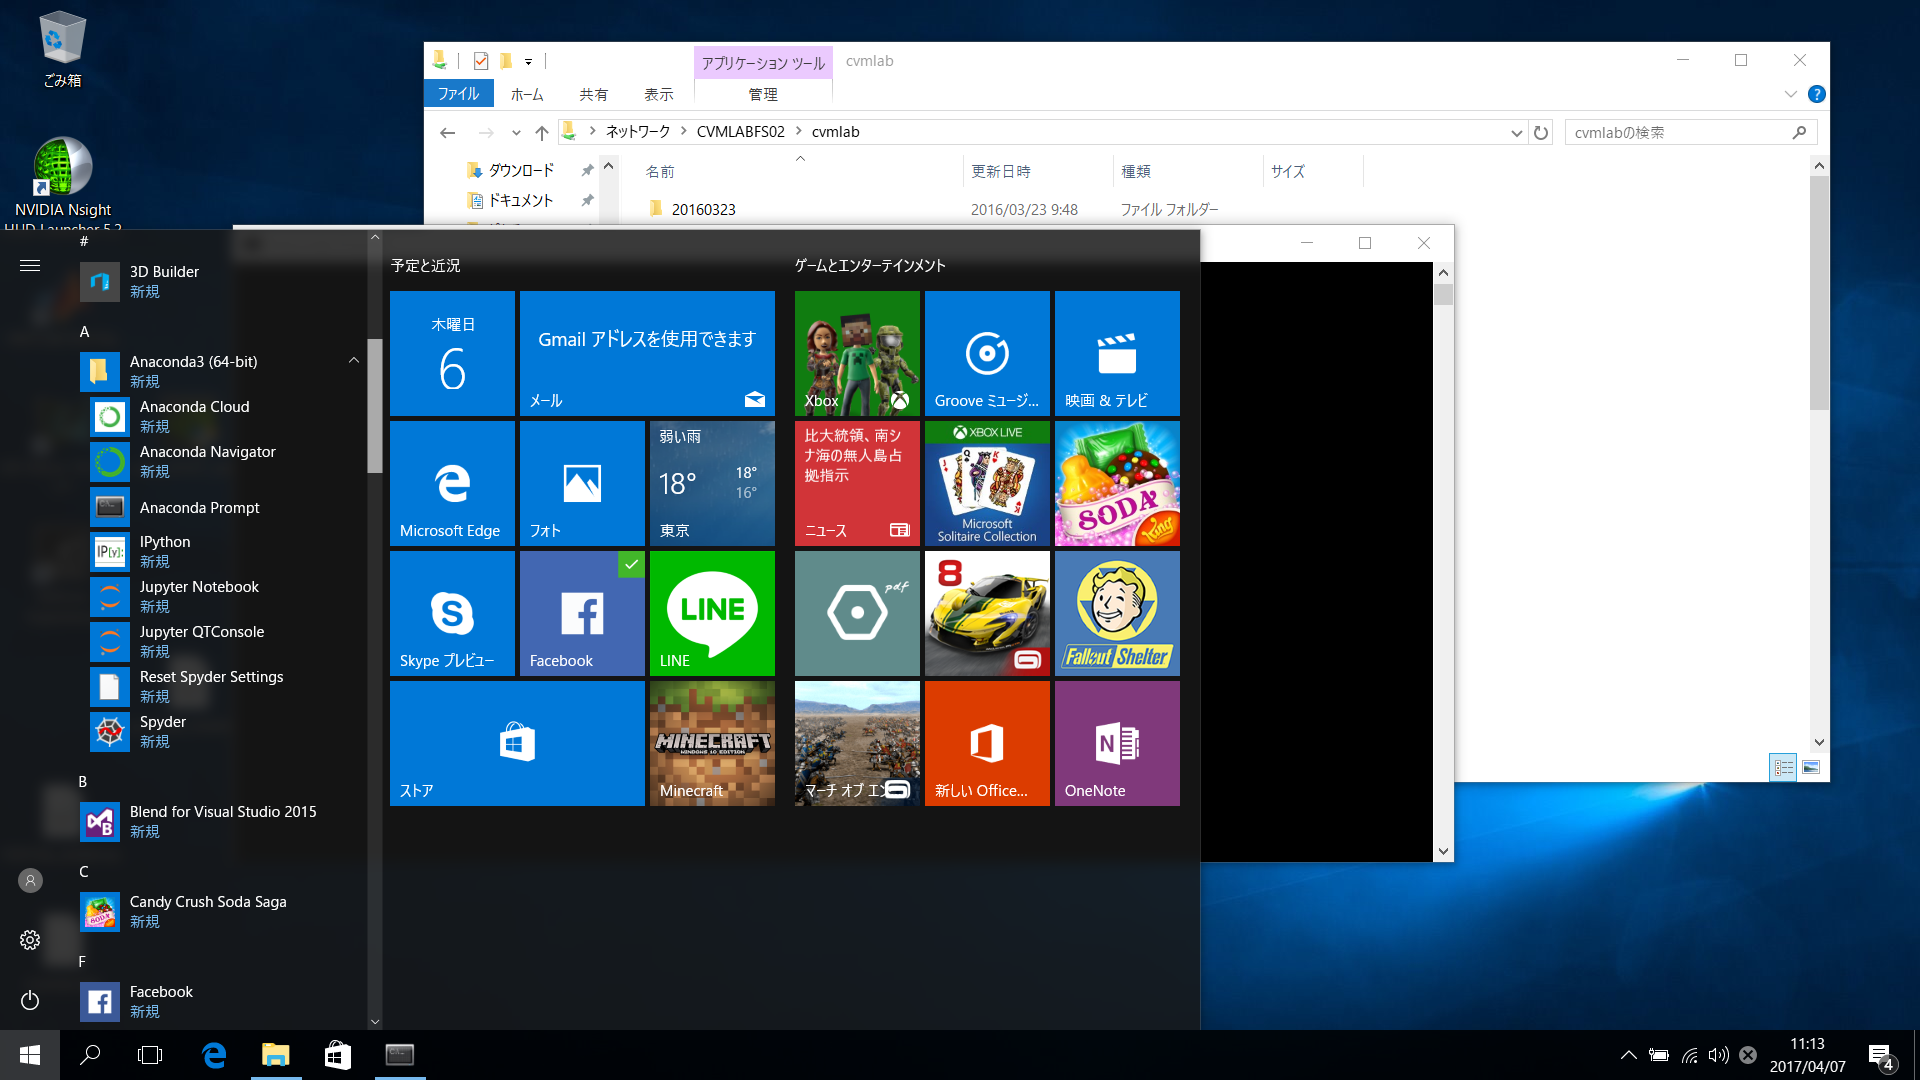 ごみ箱
NVIDIA Nsight
HUD Launcher 5.2
アプリケーション ツール
cvmlab
ファイル
ホーム
共有
表示
管理
ネットワーク
CVMLABFS02
cvmlab
cvmlabの検索
ダウンロード
ドキュメント
名前
更新日時
種類
サイズ
20160323
2016/03/23 9:48
ファイル フォルダー
#
3D Builder
新規
A
Anaconda3 (64-bit)
新規
Anaconda Cloud
新規
Anaconda Navigator
新規
Anaconda Prompt
IPython
新規
Jupyter Notebook
新規
Jupyter QTConsole
新規
Reset Spyder Settings
新規
Spyder
新規
B
Blend for Visual Studio 2015
新規
C
Candy Crush Soda Saga
新規
F
Facebook
新規
予定と近況
木曜日
6
Gmail アドレスを使用できます
メール
Microsoft Edge
フォト
弱い雨
18°
18°
16°
東京
Skype プレビュー
Facebook
LINE
LINE
ストア
MINECRAFT
WINDOWS 10 EDITION
Minecraft
ゲームとエンターテインメント
Xbox
Groove ミュージ...
映画 & テレビ
比大統領、南シ
ナ海の無人島占
拠指示
ニュース
XBOX LIVE
Microsoft
Solitaire Collection
SODA
King
pdf
8
Fallout Shelter
マーチ オブ エン
新しい Office...
OneNote
11:13
2017/04/07
4